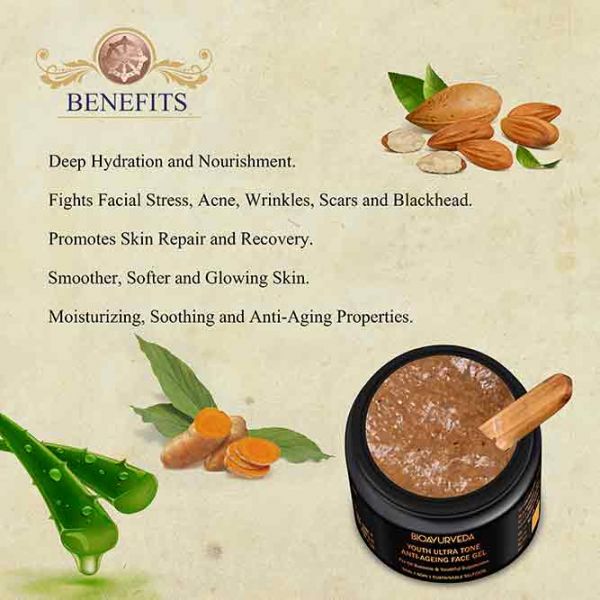 BENEFITS
Deep Hydration and Nourishment.
Fights Facial Stress, Acne, Wrinkles, Scars and Blackhead.
Promotes Skin Repair and Recovery.
Smoother, Softer and Glowing Skin.
Moisturizing, Soothing and Anti-Aging Properties.
BIOAYURVEDA
YOUTH ULTRA TONE
ANTI-AGEING FACE GEL